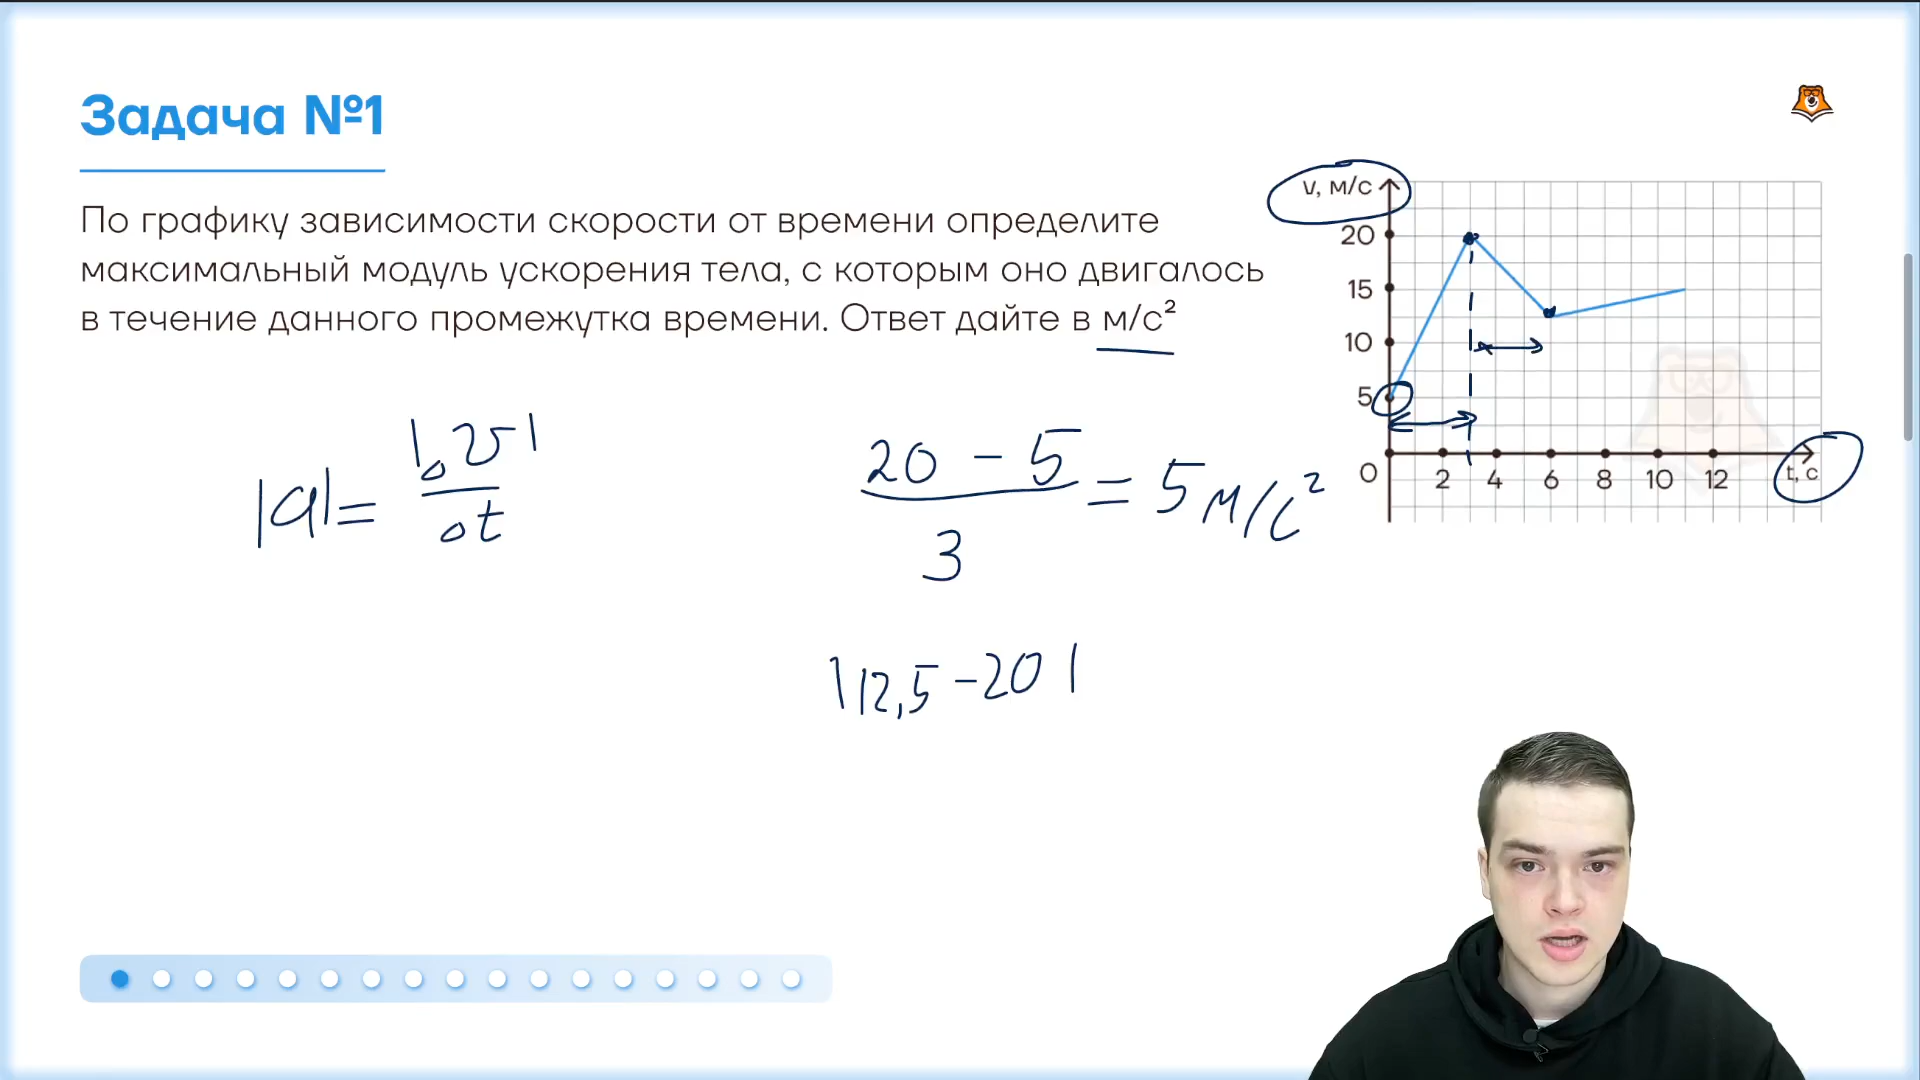 Задача №1
По графику зависимости скорости от времени определите
максимальный модуль ускорения тела, с которым оно двигалось
в течение данного промежутка времени. Ответ дайте в м/с²
v, м/с
20
15
10
5
0
2 4 6 8 10 12
t, с
|a| = |△v| / △t
20 - 5 / 3 = 5 м/с²
|12,5 - 20|